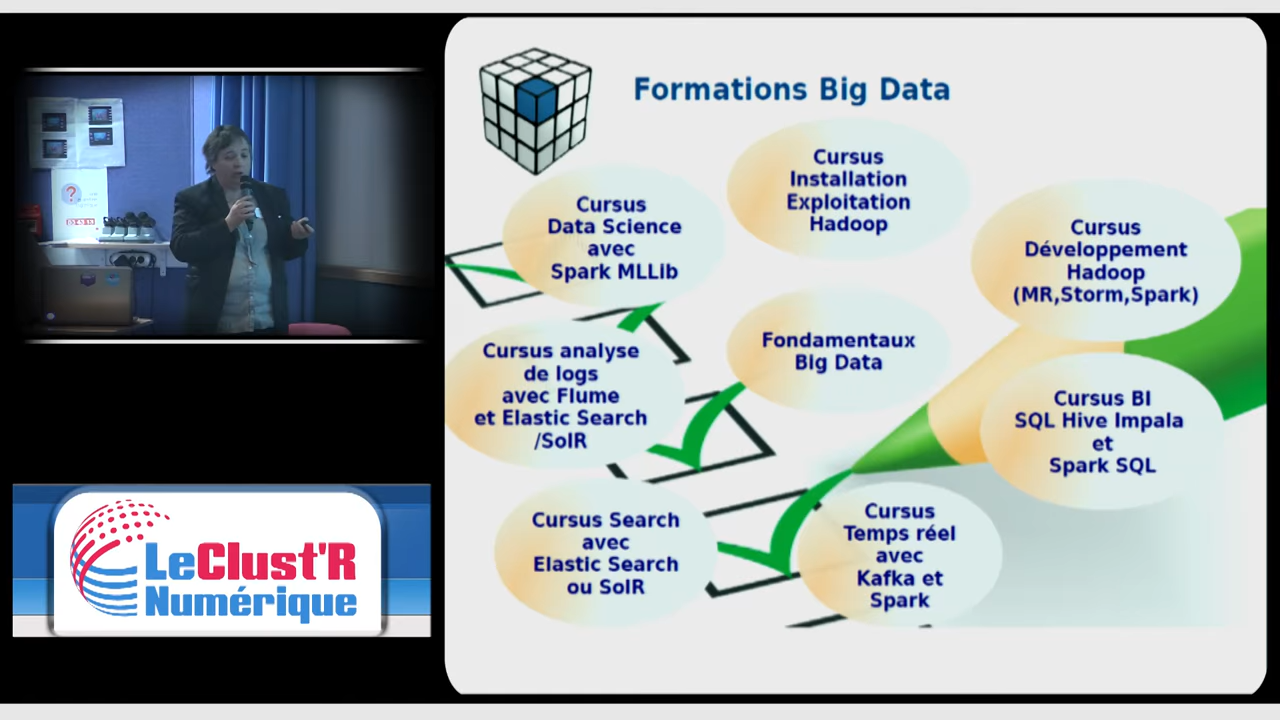 Formations Big Data
Cursus
Installation
Exploitation
Hadoop
Cursus
Data Science
avec
Spark MLLib
Cursus
Développement
Hadoop
(MR,Storm,Spark)
Cursus analyse
de logs
avec Flume
et Elastic Search
/SolR
Fondamentaux
Big Data
Cursus BI
SQL Hive Impala
et
Spark SQL
Cursus Search
avec
Elastic Search
ou SolR
Cursus
Temps réel
avec
Kafka et
Spark
LeClust'R
Numérique